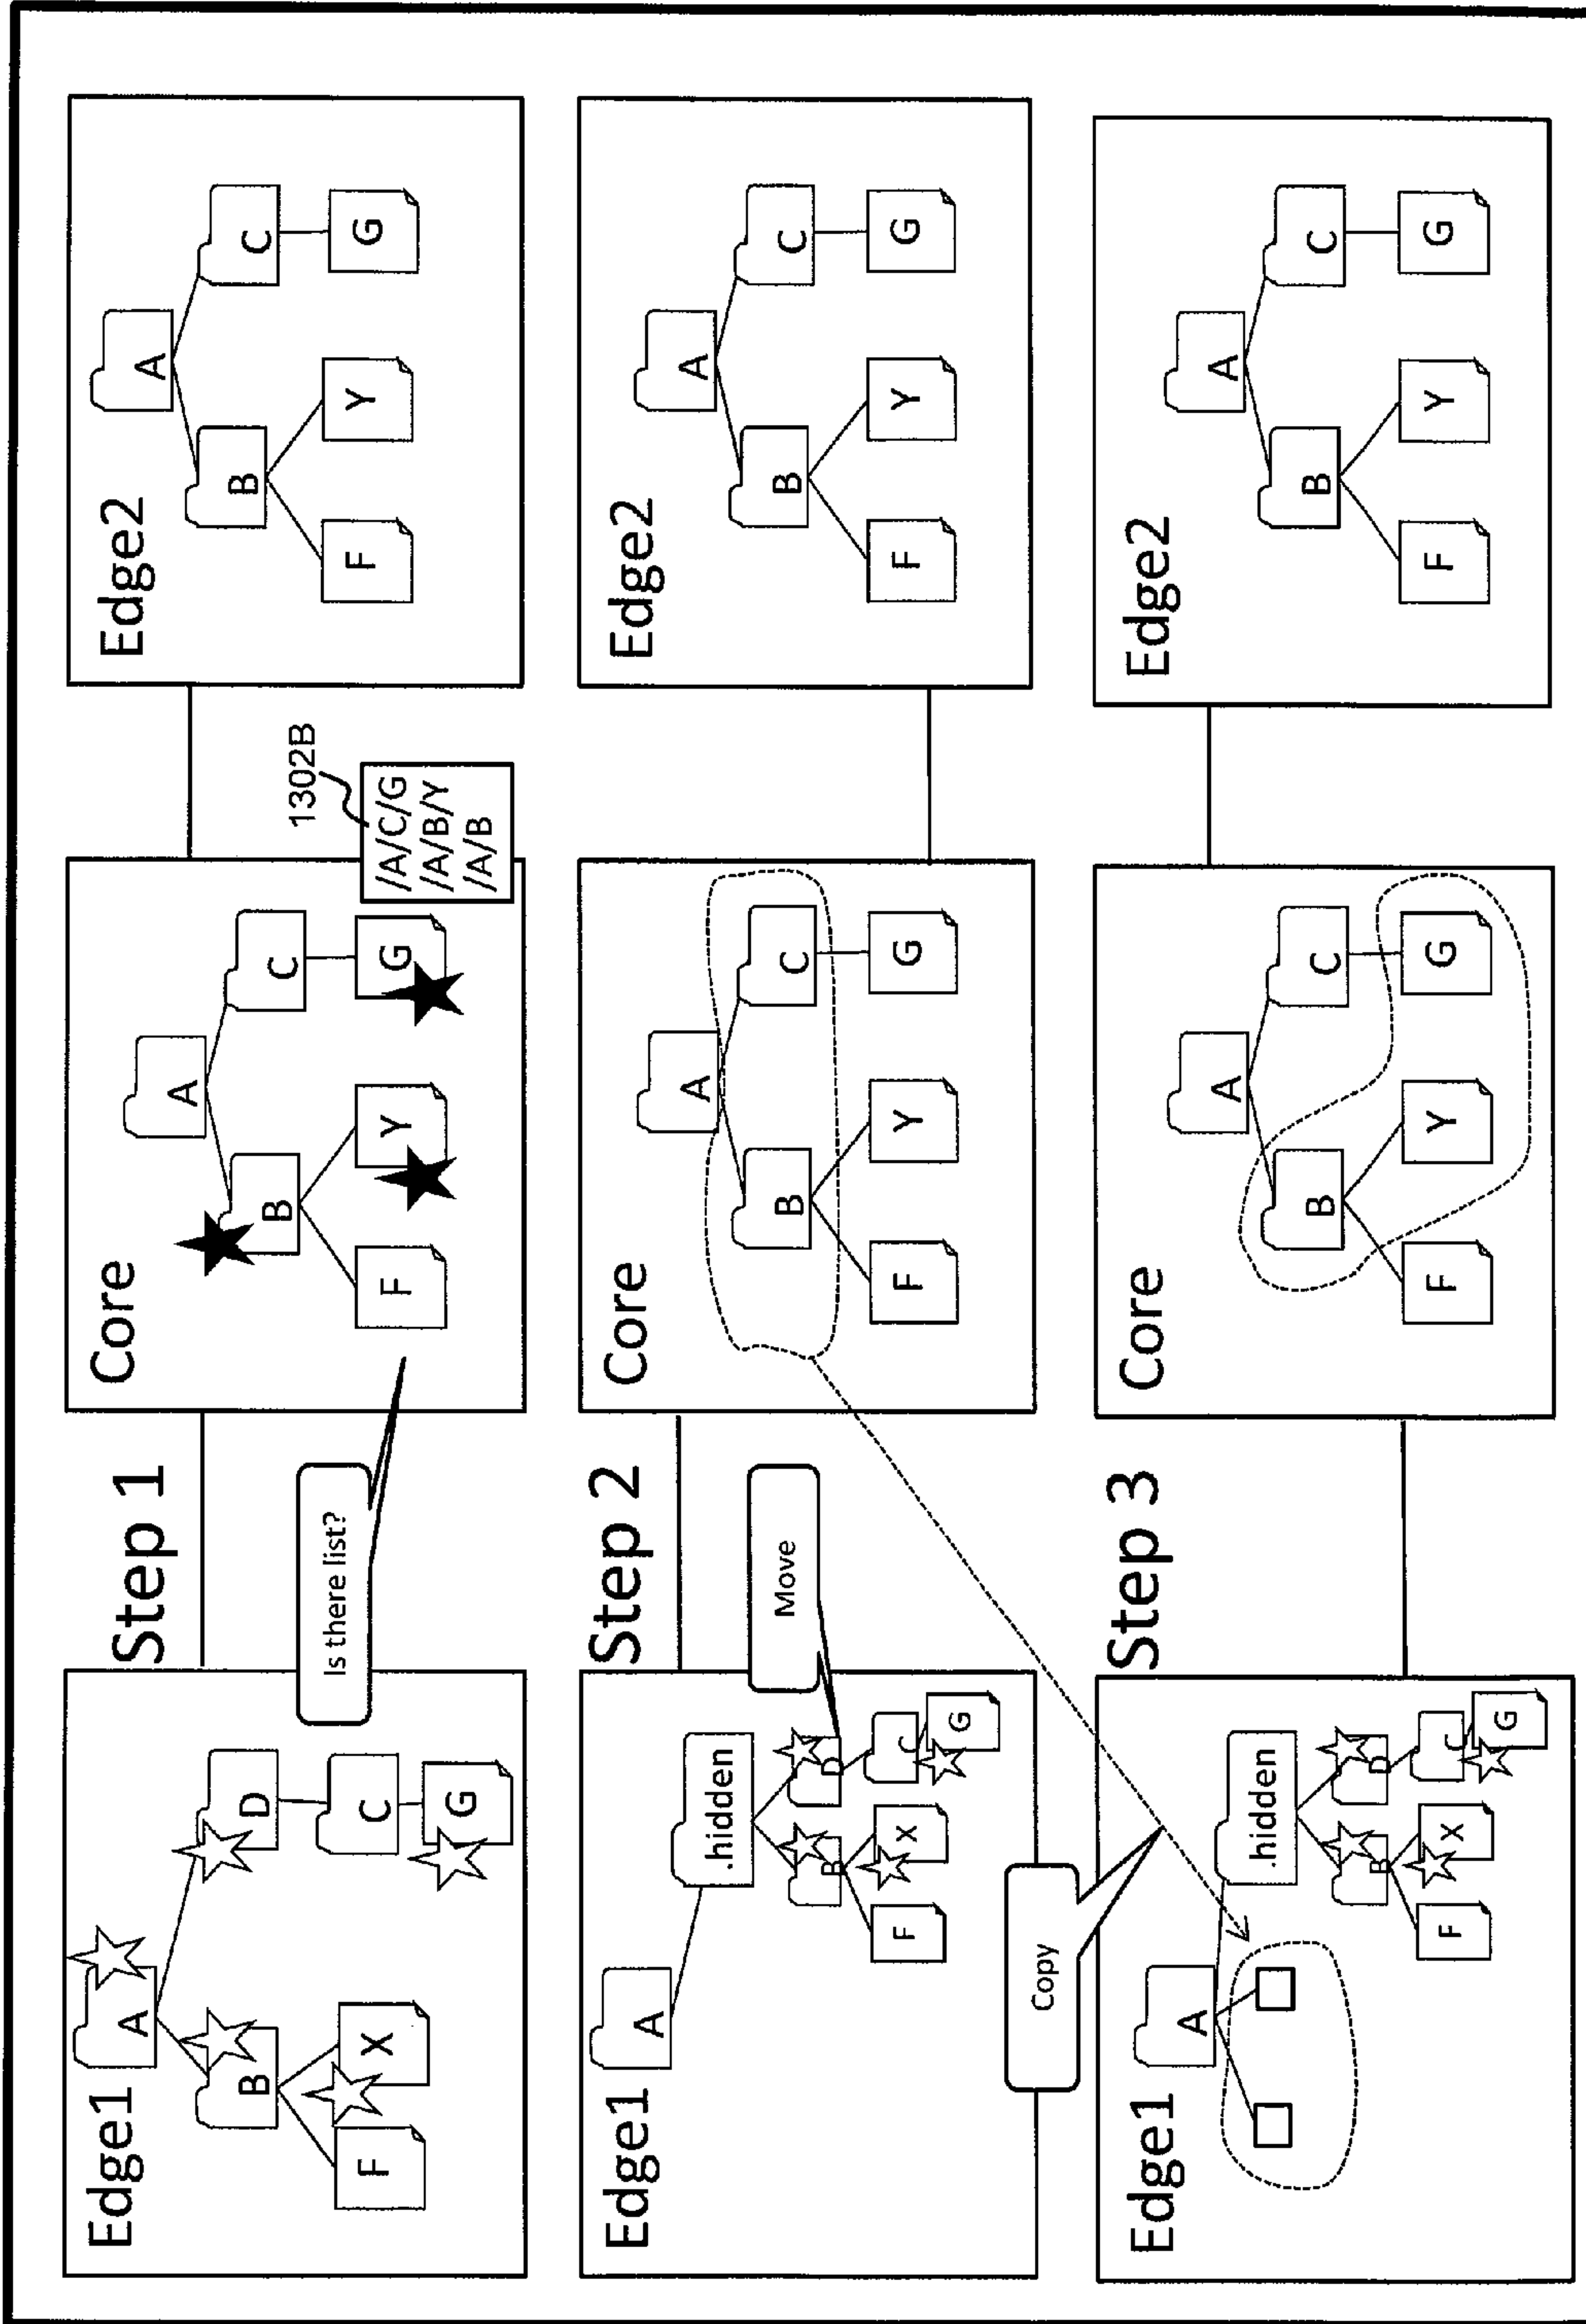 Step 1
Edge1
A
B
D
F
X
C
G
Is there list?
Core
A
B
C
F
Y
G
1302B
/A/C/G
/A/B/Y
/A/B
Edge2
A
B
C
F
Y
G
Step 2
Edge1
A
.hidden
B
D
F
X
C
G
Move
Core
A
B
C
F
Y
G
Edge2
A
B
C
F
Y
G
Copy
Step 3
Edge1
A
.hidden
B
D
F
X
C
G
Core
A
B
C
F
Y
G
Edge2
A
B
C
F
Y
G